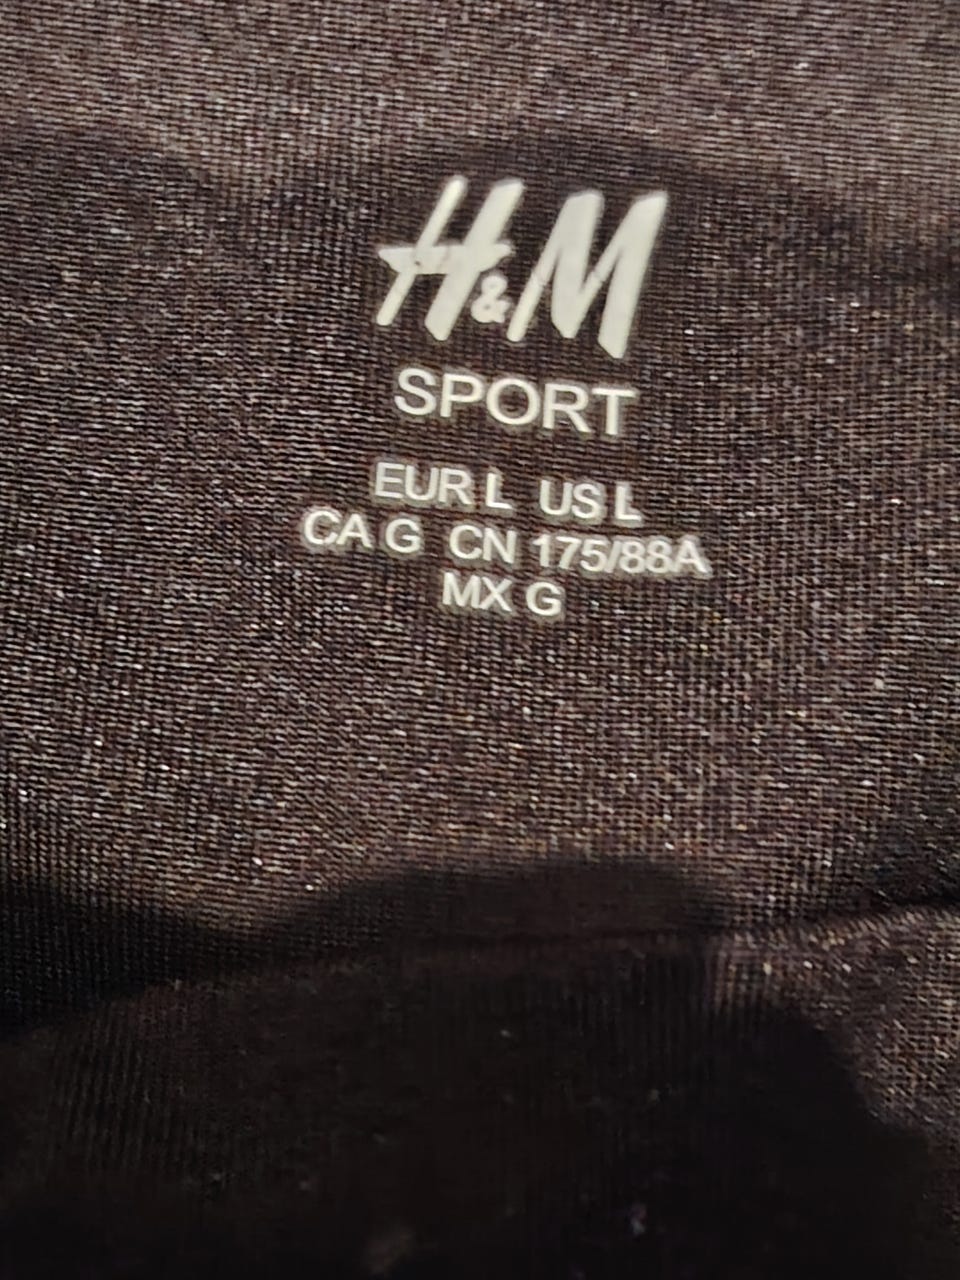 H&M
SPORT
EUR L US L
CA G CN 175/88A
MX G